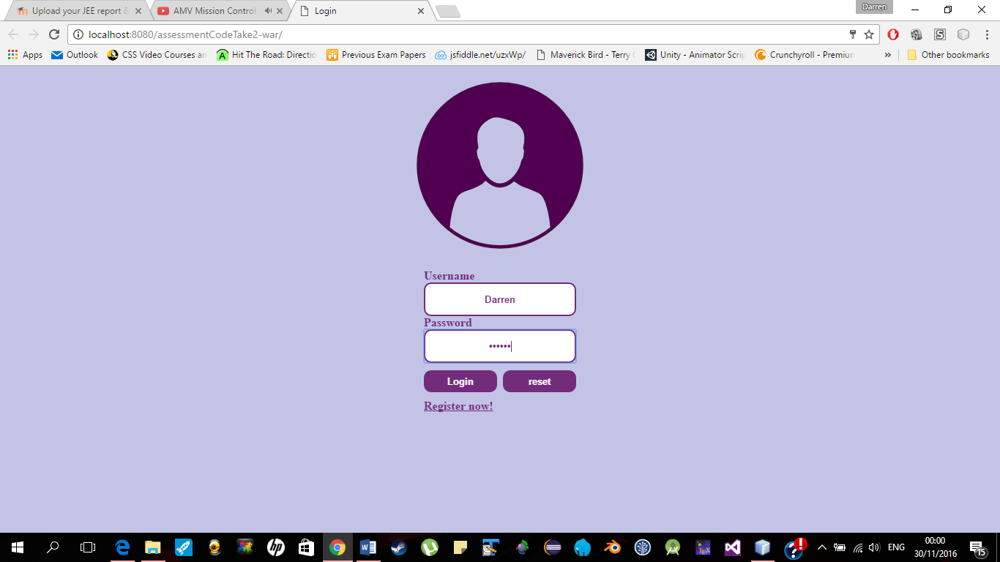 Upload your JEE report &
AMV Mission Control
Login
Darren
localhost:8080/assessmentCodeTake2-war/
Apps
Outlook
CSS Video Courses an
Hit The Road: Directio
Previous Exam Papers
jsfiddle.net/uzxWp/
Maverick Bird - Terry
Unity - Animator Scrip
Crunchyroll - Premium
»
Other bookmarks
Username
Darren
Password
••••••
Login
reset
Register now!
ENG
00:00
30/11/2016
15